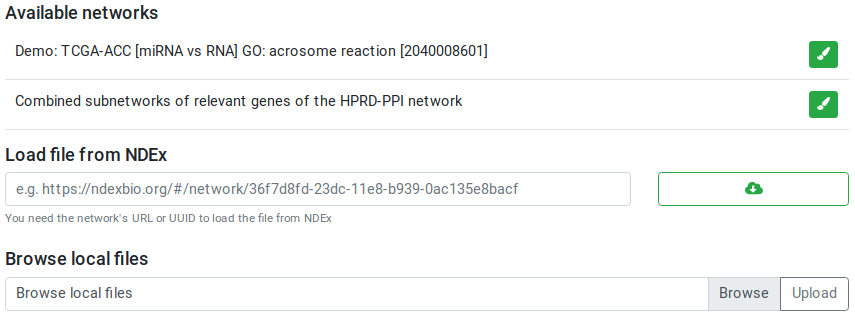 Available networks
Demo: TCGA-ACC [miRNA vs RNA] GO: acrosome reaction [2040008601]
Combined subnetworks of relevant genes of the HPRD-PPI network
Load file from NDEx
e.g. https://ndexbio.org/#/network/36f7d8fd-23dc-11e8-b939-0ac135e8bacf
You need the network's URL or UUID to load the file from NDEx
Browse local files
Browse local files Browse Upload